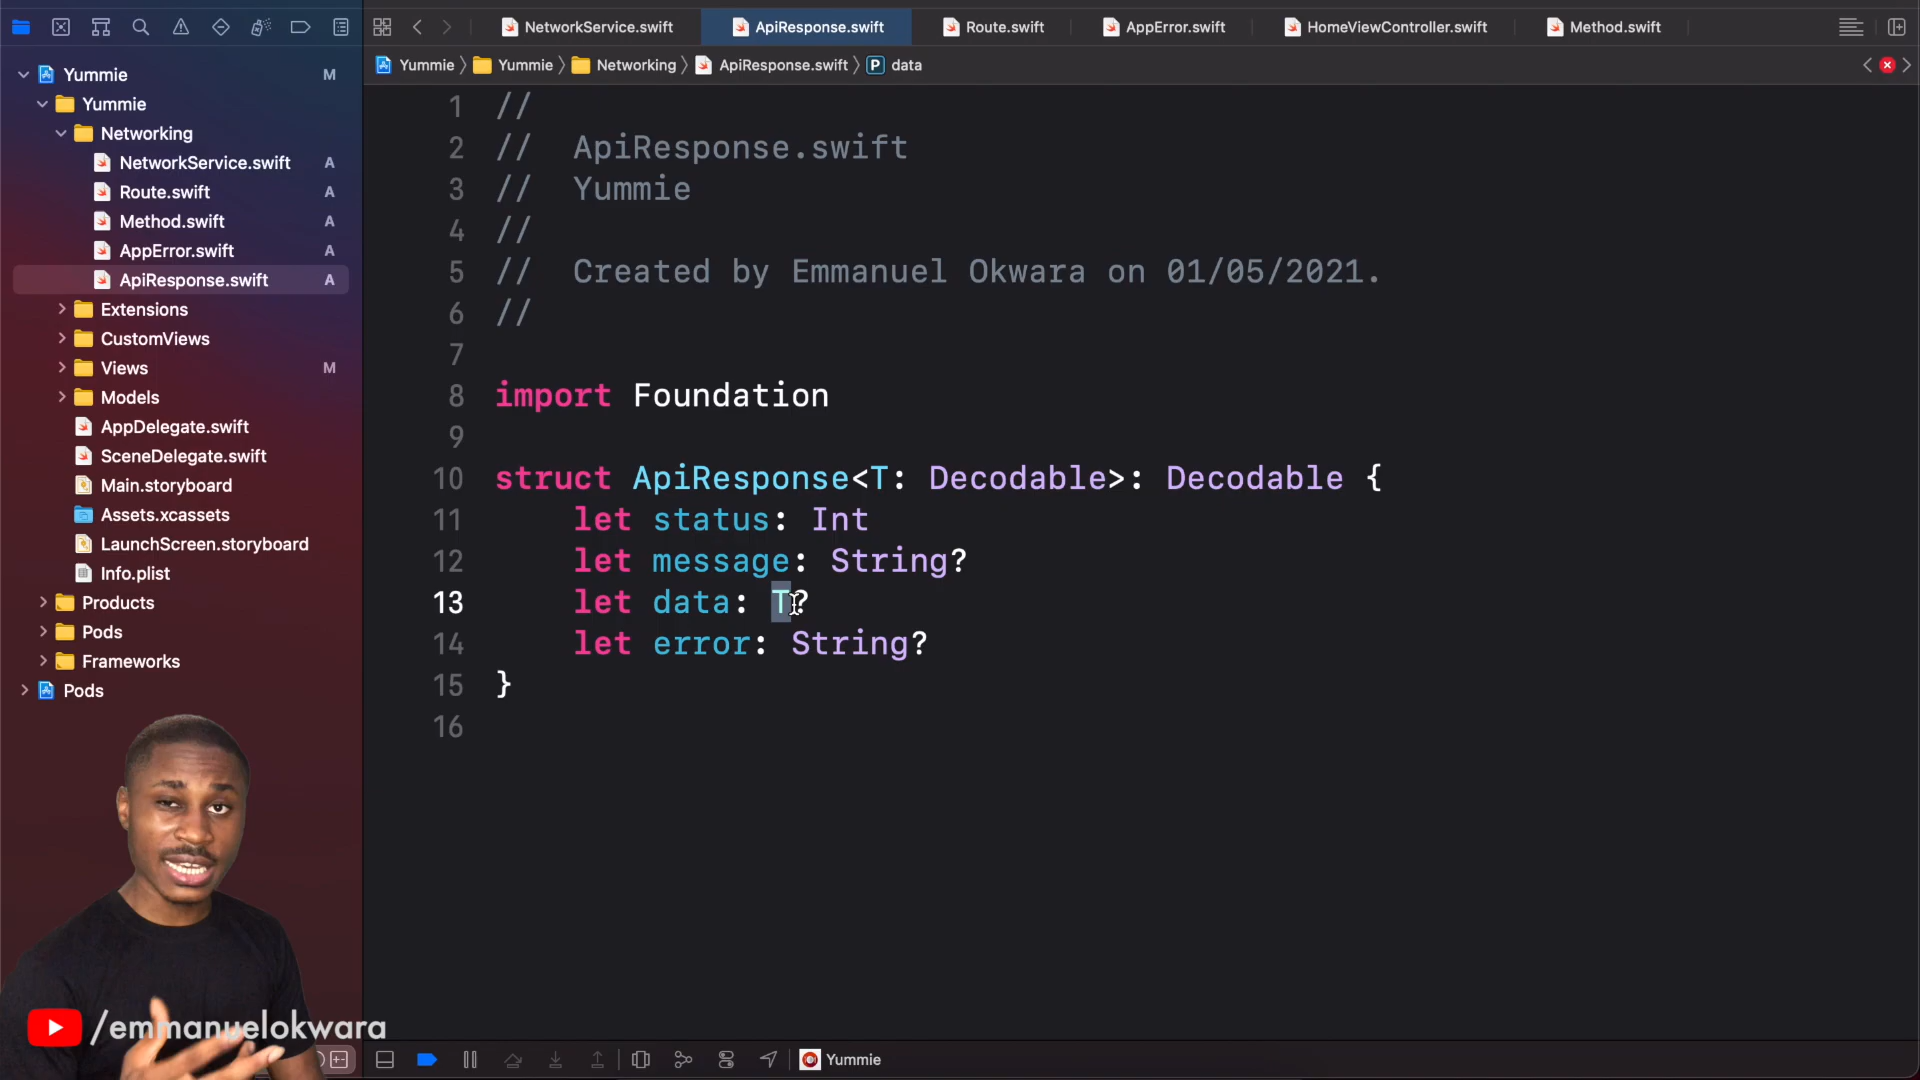 NetworkService.swift
ApiResponse.swift
Route.swift
AppError.swift
HomeViewController.swift
Method.swift
Yummie
Yummie
Networking
ApiResponse.swift
P
data
Yummie M
Yummie
Networking
NetworkService.swift A
Route.swift A
Method.swift A
AppError.swift A
ApiResponse.swift A
Extensions
CustomViews
Views M
Models
AppDelegate.swift
SceneDelegate.swift
Main.storyboard
Assets.xcassets
LaunchScreen.storyboard
Info.plist
Products
Pods
Frameworks
Pods
1 //
2 //  ApiResponse.swift
3 //  Yummie
4 //
5 //  Created by Emmanuel Okwara on 01/05/2021.
6 //
7
8 import Foundation
9
10 struct ApiResponse<T: Decodable>: Decodable {
11     let status: Int
12     let message: String?
13     let data: T?
14     let error: String?
15 }
16
/emmanuelokwara
Yummie